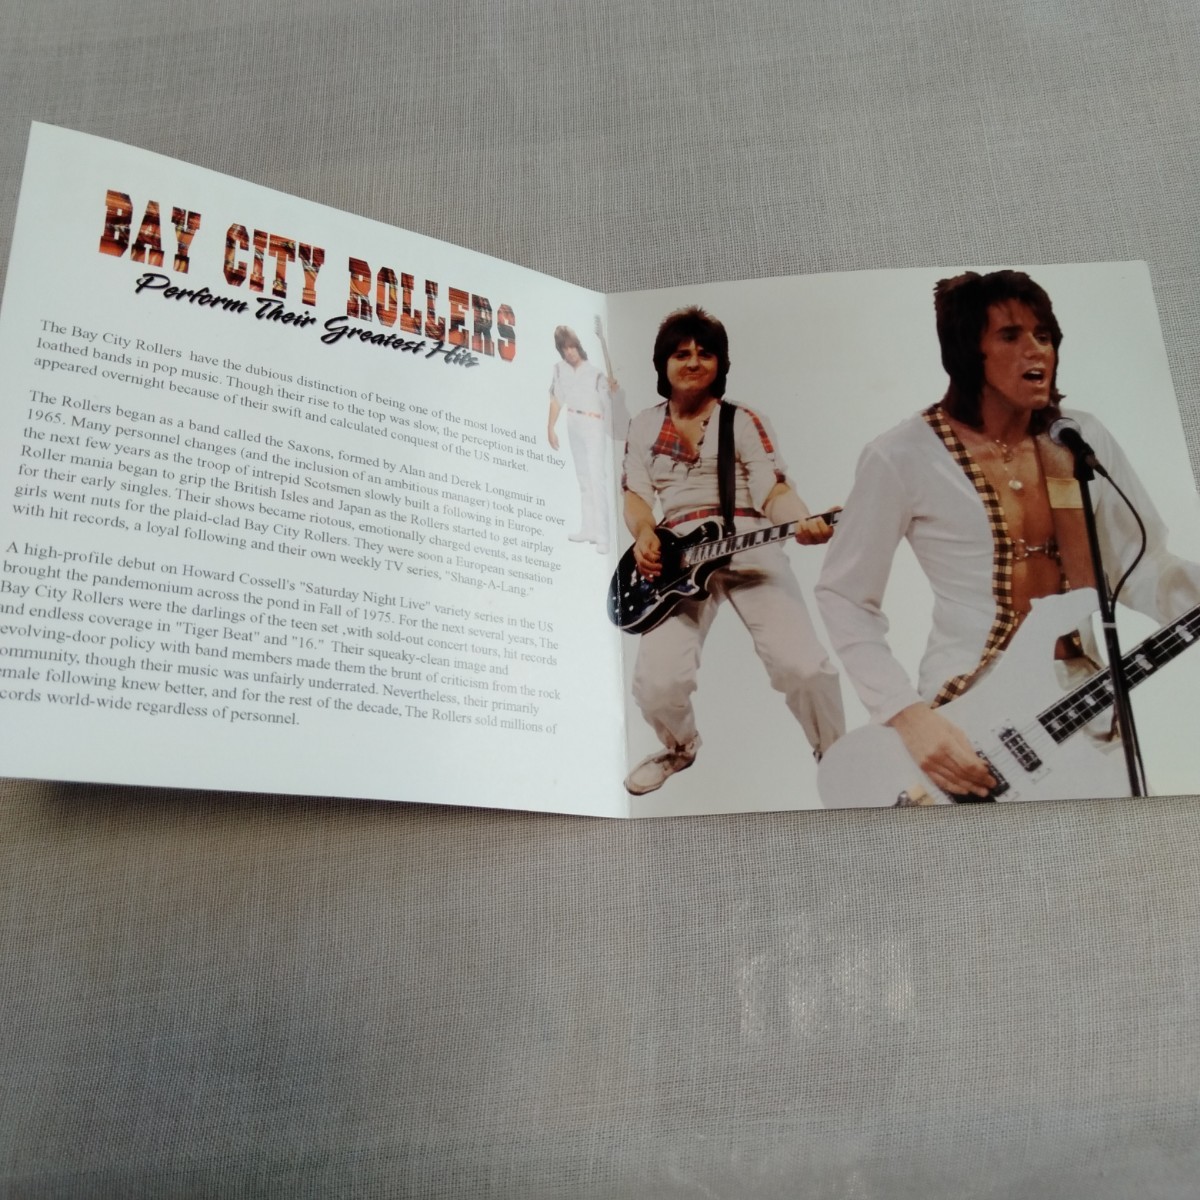 BAY CITY ROLLERS
Perform Their Greatest Hits
The Bay City Rollers have the dubious distinction of being one of the most loved and
loathed bands in pop music. Though their rise to the top was slow, the perception is that they
appeared overnight because of their swift and calculated conquest of the US market.
The Rollers began as a band called the Saxons, formed by Alan and Derek Longmuir in
1965. Many personnel changes (and the inclusion of an ambitious manager) took place over
the next few years as the troop of intrepid Scotsmen slowly built a following in Europe.
Roller mania began to grip the British Isles and Japan as the Rollers started to get airplay
for their early singles. Their shows became riotous, emotionally charged events, as teenage
girls went nuts for the plaid-clad Bay City Rollers. They were soon a European sensation
with hit records, a loyal following and their own weekly TV series, "Shang-A-Lang."
A high-profile debut on Howard Cossell's "Saturday Night Live" variety series in the US
brought the pandemonium across the pond in Fall of 1975. For the next several years, The
Bay City Rollers were the darlings of the teen set ,with sold-out concert tours, hit records
and endless coverage in "Tiger Beat" and "16." Their squeaky-clean image and
evolving-door policy with band members made them the brunt of criticism from the rock
ommunity, though their music was unfairly underrated. Nevertheless, their primarily
emale following knew better, and for the rest of the decade, The Rollers sold millions of
cords world-wide regardless of personnel.